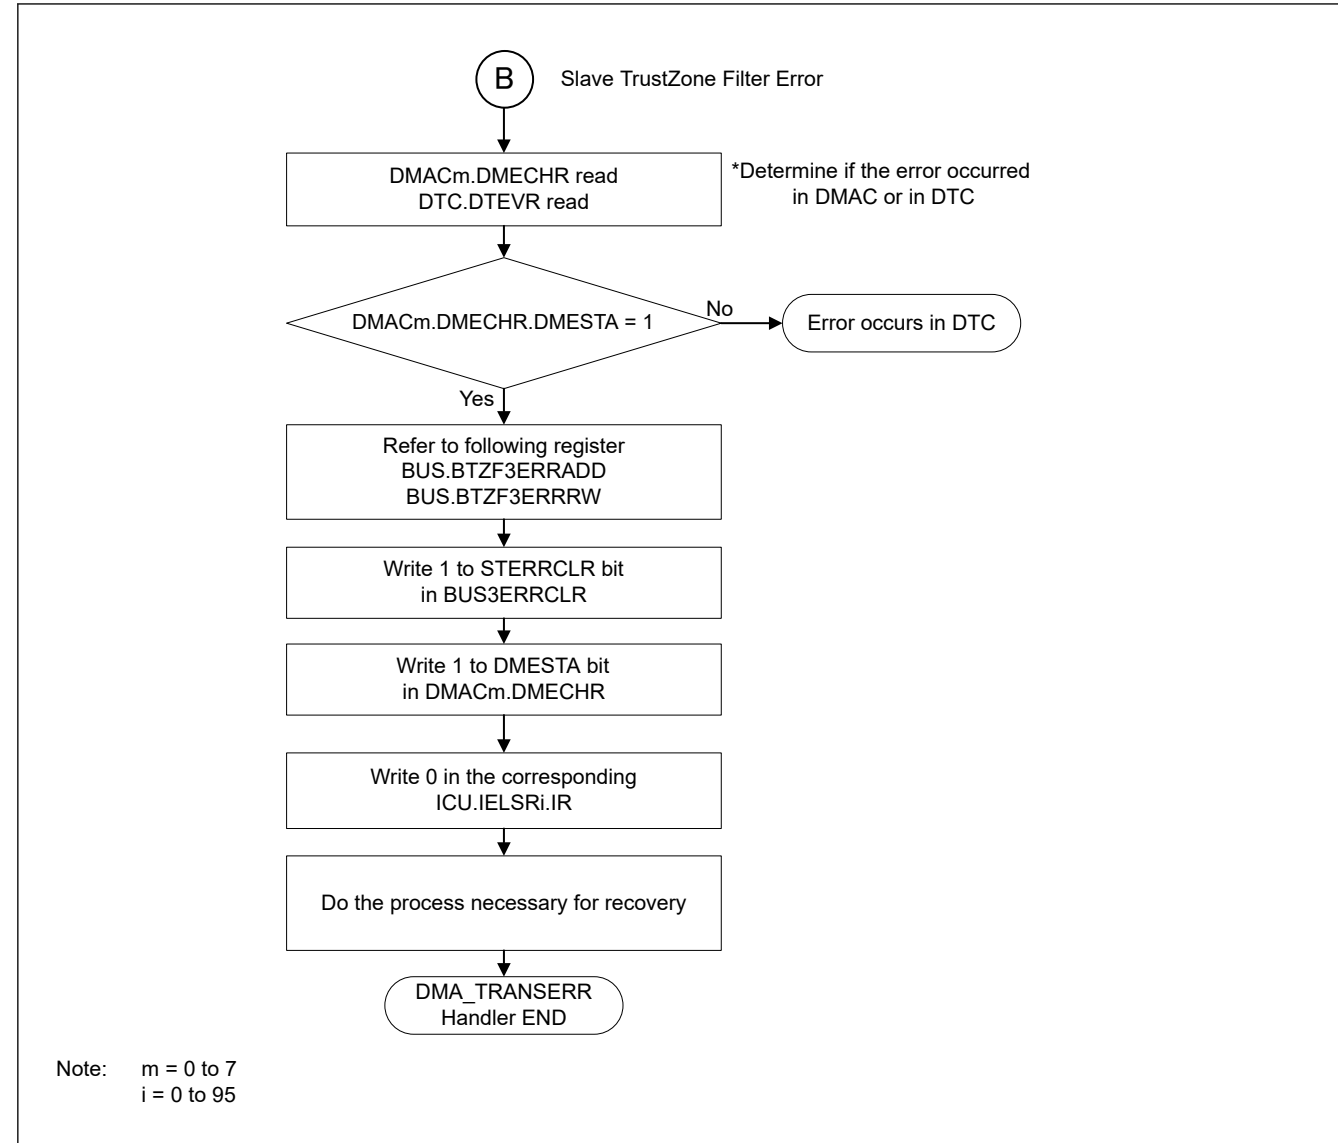 B
Slave TrustZone Filter Error
DMACm.DMECHR read
DTC.DTEVR read
*Determine if the error occurred
in DMAC or in DTC
DMACm.DMECHR.DMESTA = 1
No
Error occurs in DTC
Yes
Refer to following register
BUS.BTZF3ERRADD
BUS.BTZF3ERRRW
Write 1 to STERRCLR bit
in BUS3ERRCLR
Write 1 to DMESTA bit
in DMACm.DMECHR
Write 0 in the corresponding
ICU.IELSRi.IR
Do the process necessary for recovery
DMA_TRANSERR
Handler END
Note: m = 0 to 7
i = 0 to 95